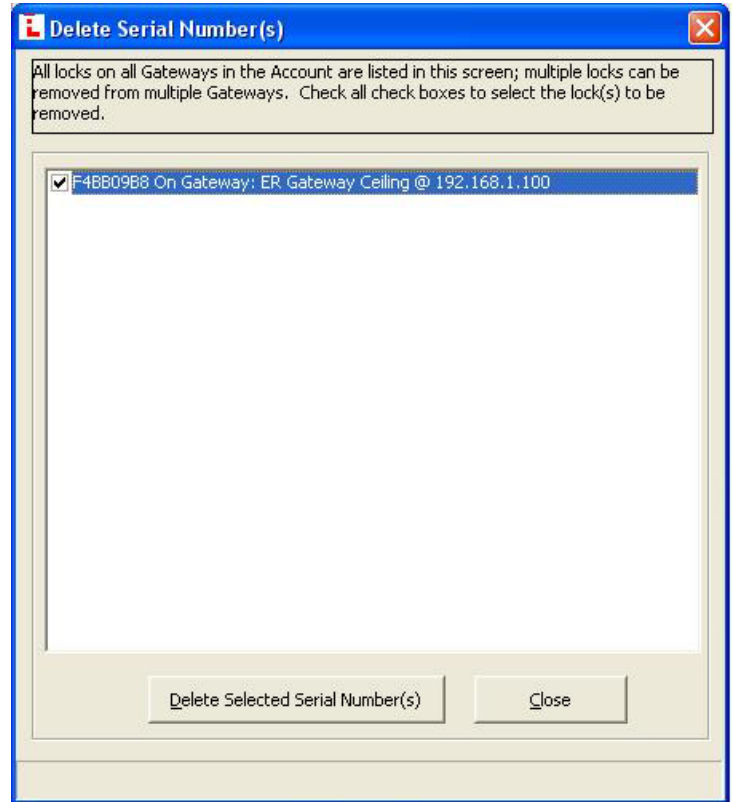 Delete Serial Number(s)
All locks on all Gateways in the Account are listed in this screen; multiple locks can be
removed from multiple Gateways.  Check all check boxes to select the lock(s) to be
removed.
F4BB09B8 On Gateway: ER Gateway Ceiling @ 192.168.1.100
Delete Selected Serial Number(s)
Close